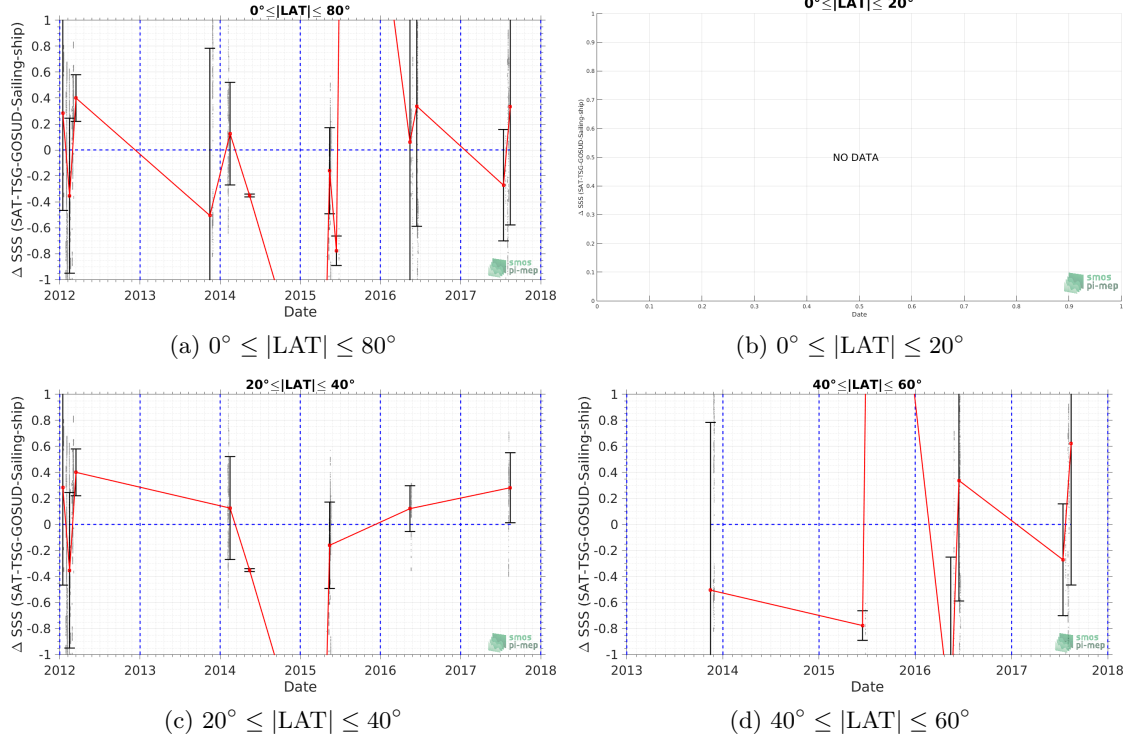 0°≤|LAT|≤ 80°
Δ SSS (SAT-TSG-GOSUD-Sailing-ship)
1
0.8
0.6
0.4
0.2
0
-0.2
-0.4
-0.6
-0.8
-1
2012 2013 2014 2015 2016 2017 2018
Date
smos
pi-mep
(a) 0° ≤ |LAT| ≤ 80°
0°≤|LAT|≤ 20°
Δ SSS (SAT-TSG-GOSUD-Sailing-ship)
1
0.9
0.8
0.7
0.6
0.5
0.4
0.3
0.2
0.1
0
NO DATA
0 0.1 0.2 0.3 0.4 0.5 0.6 0.7 0.8 0.9 1
Date
smos
pi-mep
(b) 0° ≤ |LAT| ≤ 20°
20°≤|LAT|≤ 40°
Δ SSS (SAT-TSG-GOSUD-Sailing-ship)
1
0.8
0.6
0.4
0.2
0
-0.2
-0.4
-0.6
-0.8
-1
2012 2013 2014 2015 2016 2017 2018
Date
smos
pi-mep
(c) 20° ≤ |LAT| ≤ 40°
40°≤|LAT|≤ 60°
Δ SSS (SAT-TSG-GOSUD-Sailing-ship)
1
0.8
0.6
0.4
0.2
0
-0.2
-0.4
-0.6
-0.8
-1
2013 2014 2015 2016 2017 2018
Date
smos
pi-mep
(d) 40° ≤ |LAT| ≤ 60°